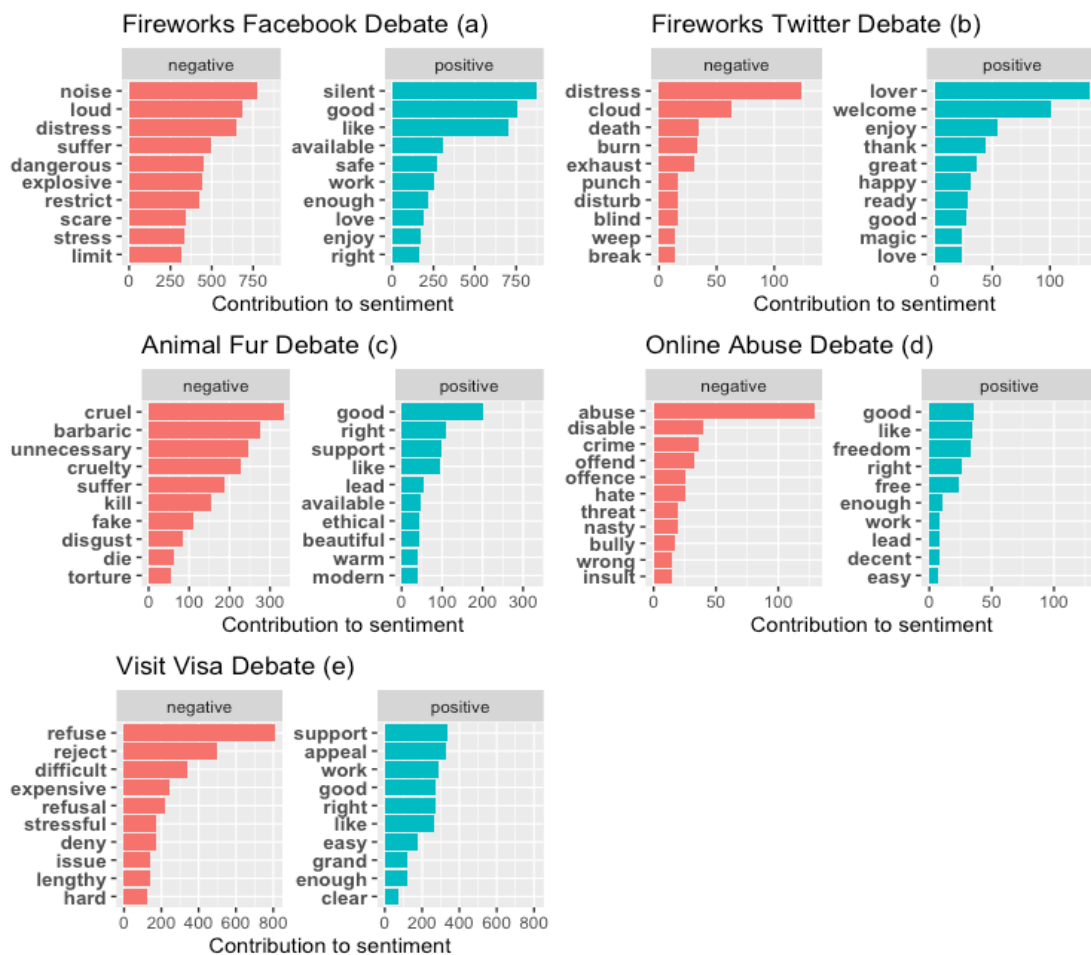 Fireworks Facebook Debate (a)
negative
positive
noise
loud
distress
suffer
dangerous
explosive
restrict
scare
stress
limit
0 250 500 750
silent
good
like
available
safe
work
enough
love
enjoy
right
0 250 500 750
Contribution to sentiment
Fireworks Twitter Debate (b)
negative
positive
distress
cloud
death
burn
exhaust
punch
disturb
blind
weep
break
0 50 100
lover
welcome
enjoy
thank
great
happy
ready
good
magic
love
0 50 100
Contribution to sentiment
Animal Fur Debate (c)
negative
positive
cruel
barbaric
unnecessary
cruelty
suffer
kill
fake
disgust
die
torture
0 100 200 300
good
right
support
like
lead
available
ethical
beautiful
warm
modern
0 100 200 300
Contribution to sentiment
Online Abuse Debate (d)
negative
positive
abuse
disable
crime
offend
offence
hate
threat
nasty
bully
wrong
insult
0 50 100
good
like
freedom
right
free
enough
work
lead
decent
easy
0 50 100
Contribution to sentiment
Visit Visa Debate (e)
negative
positive
refuse
reject
difficult
expensive
refusal
stressful
deny
issue
lengthy
hard
0 200 400 600 800
support
appeal
work
good
right
like
easy
grand
enough
clear
0 200 400 600 800
Contribution to sentiment